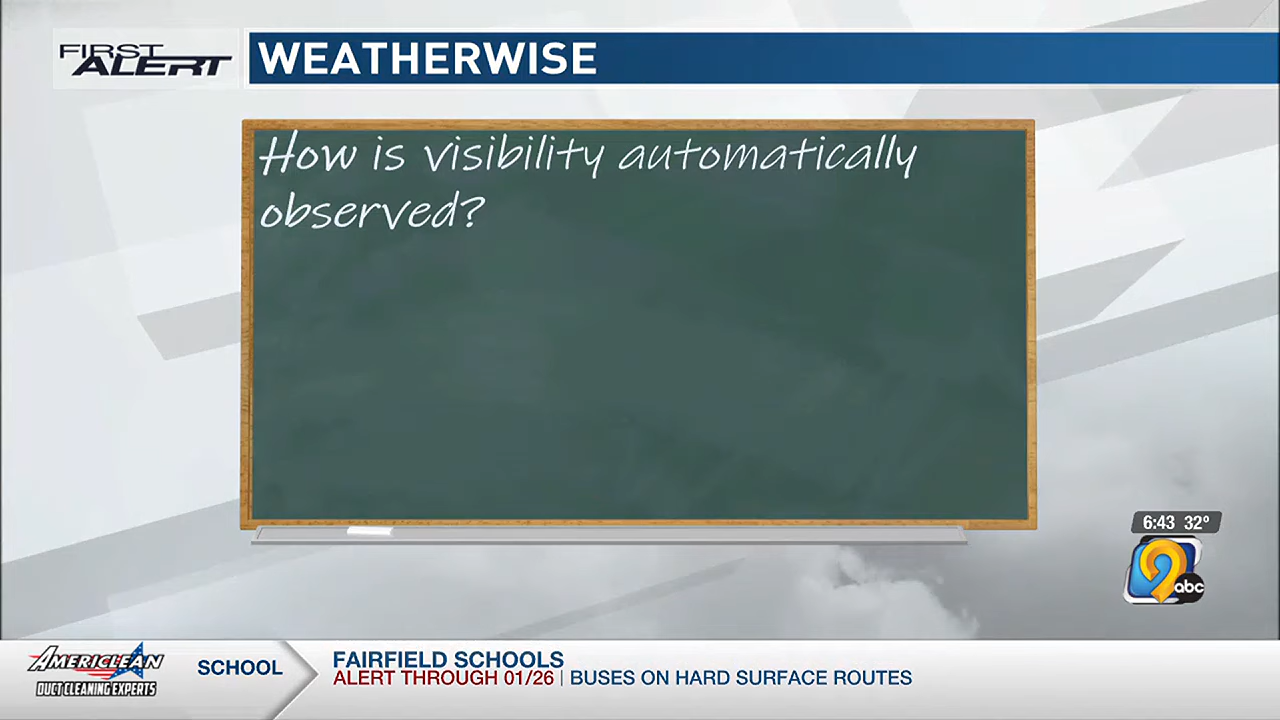 FIRST
ALERT
WEATHERWISE
How is visibility automatically
observed?
6:43 32°
9
abc
AMERICLEAN
DUCT CLEANING EXPERTS
SCHOOL
FAIRFIELD SCHOOLS
ALERT THROUGH 01/26 | BUSES ON HARD SURFACE ROUTES